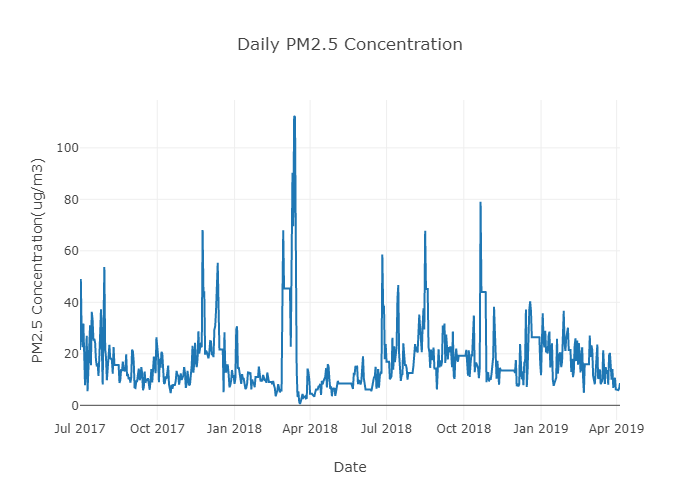 Daily PM2.5 Concentration
PM2.5 Concentration(ug/m3)
100
80
60
40
20
0
Jul 2017 Oct 2017 Jan 2018 Apr 2018 Jul 2018 Oct 2018 Jan 2019 Apr 2019
Date